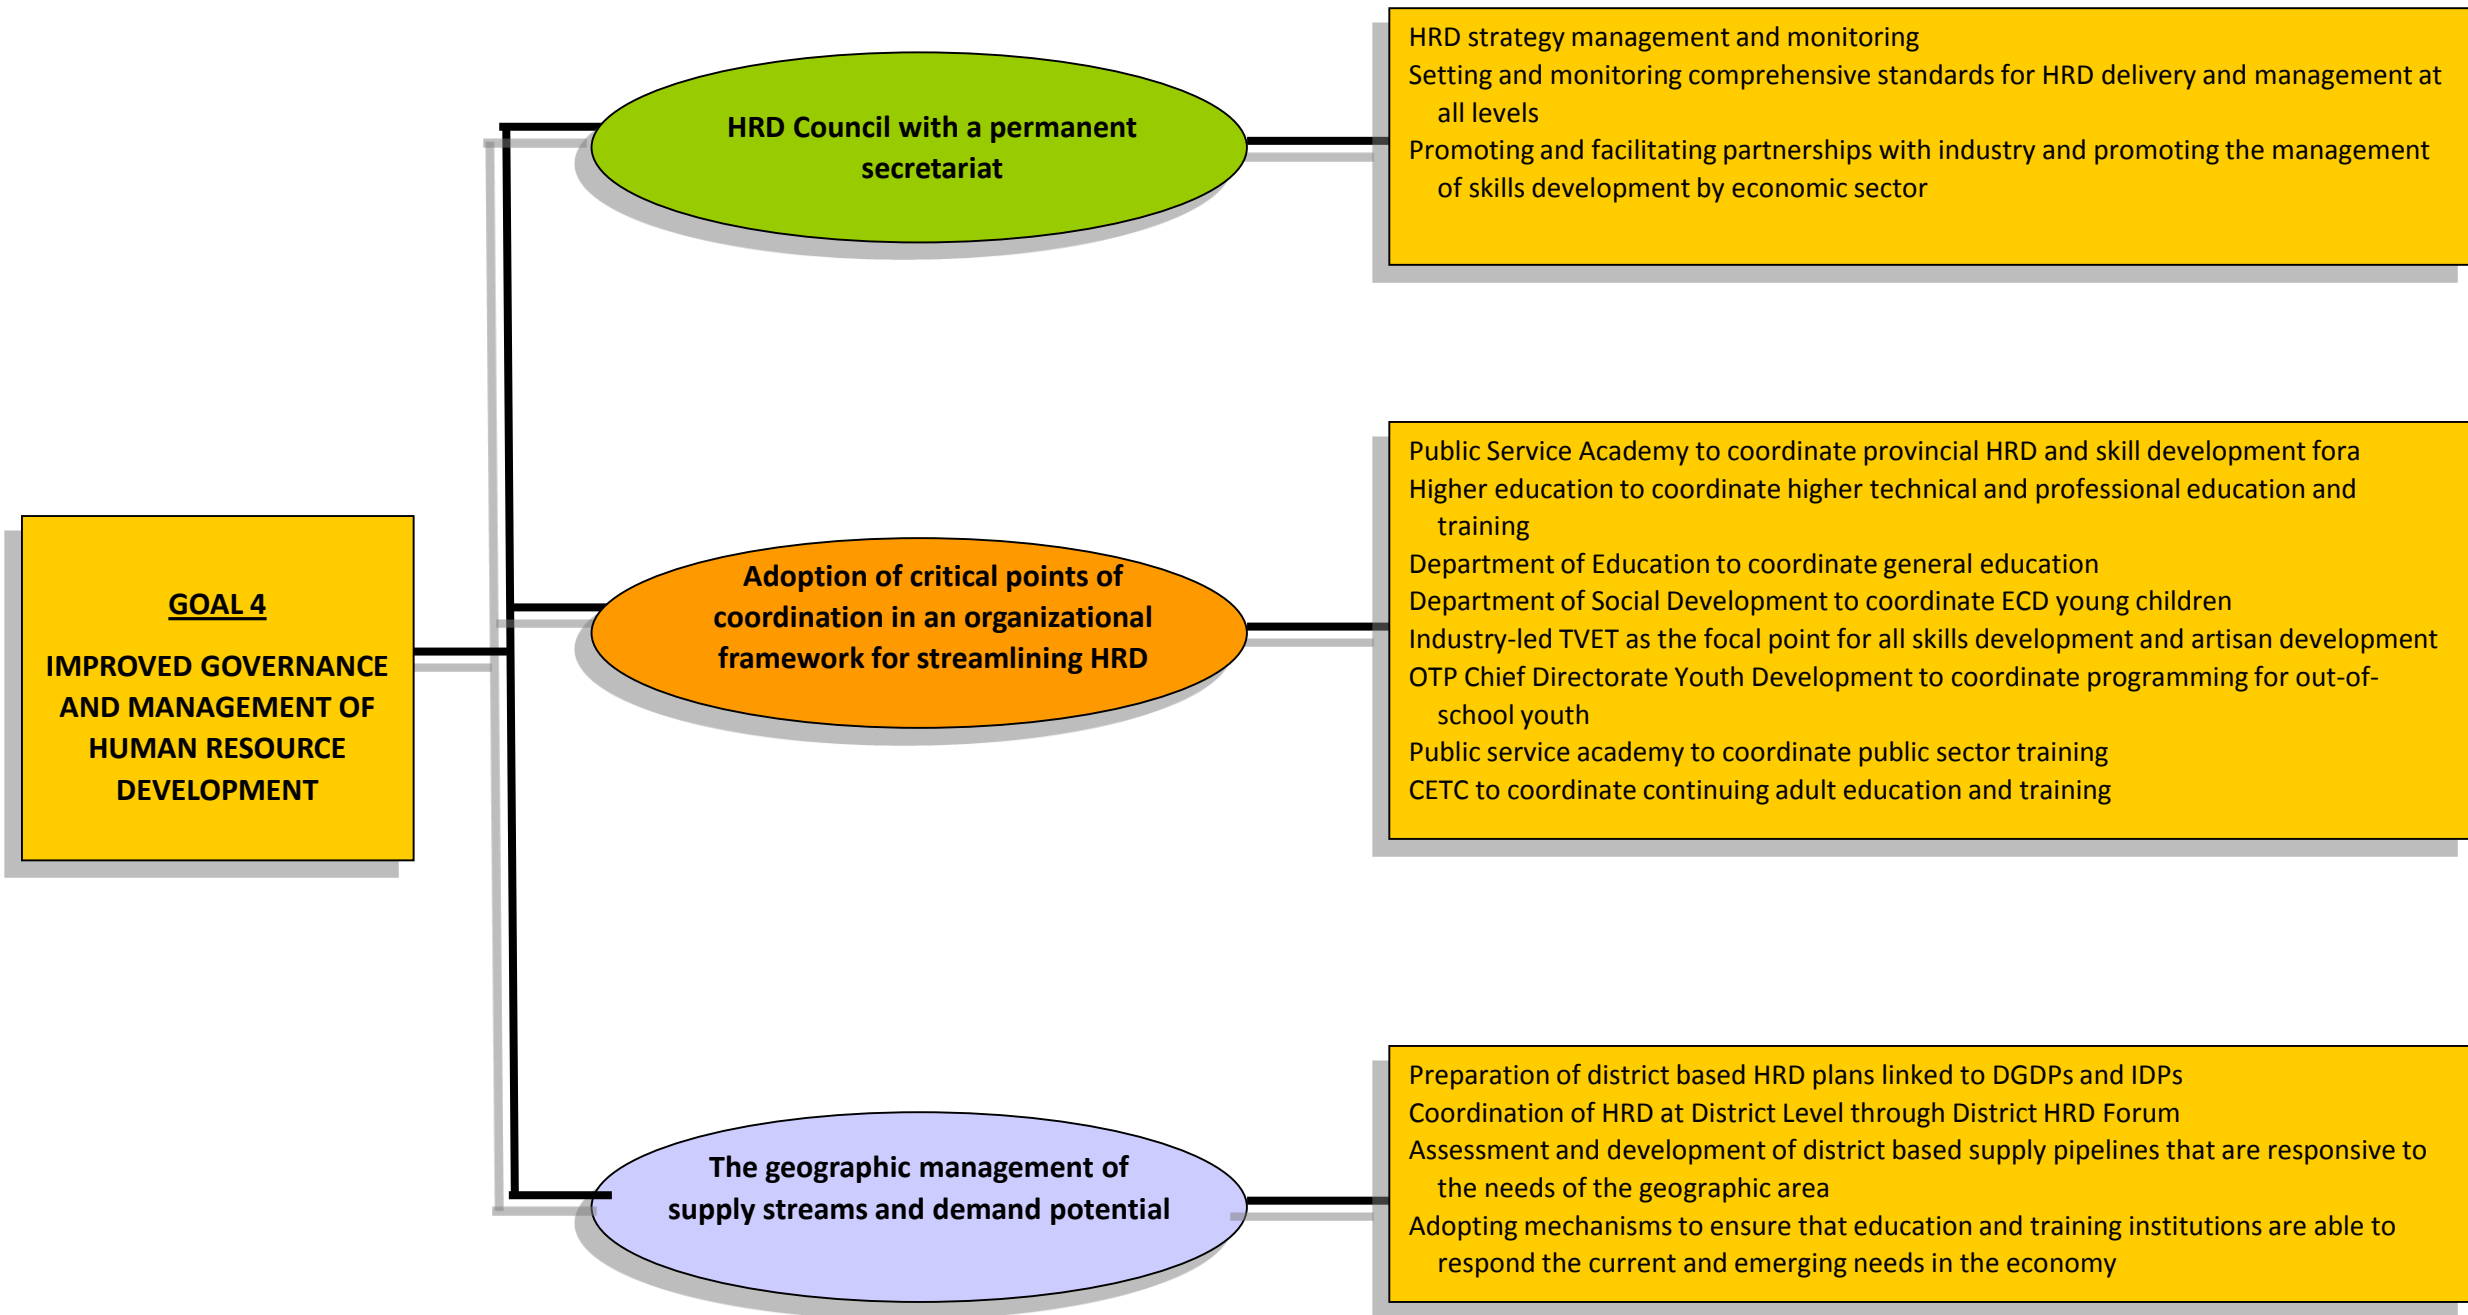 HRD Council with a permanent
secretariat
HRD strategy management and monitoring
Setting and monitoring comprehensive standards for HRD delivery and management at
all levels
Promoting and facilitating partnerships with industry and promoting the management
of skills development by economic sector
GOAL 4
IMPROVED GOVERNANCE
AND MANAGEMENT OF
HUMAN RESOURCE
DEVELOPMENT
Adoption of critical points of
coordination in an organizational
framework for streamlining HRD
Public Service Academy to coordinate provincial HRD and skill development fora
Higher education to coordinate higher technical and professional education and
training
Department of Education to coordinate general education
Department of Social Development to coordinate ECD young children
Industry-led TVET as the focal point for all skills development and artisan development
OTP Chief Directorate Youth Development to coordinate programming for out-of-
school youth
Public service academy to coordinate public sector training
CETC to coordinate continuing adult education and training
The geographic management of
supply streams and demand potential
Preparation of district based HRD plans linked to DGDPs and IDPs
Coordination of HRD at District Level through District HRD Forum
Assessment and development of district based supply pipelines that are responsive to
the needs of the geographic area
Adopting mechanisms to ensure that education and training institutions are able to
respond the current and emerging needs in the economy